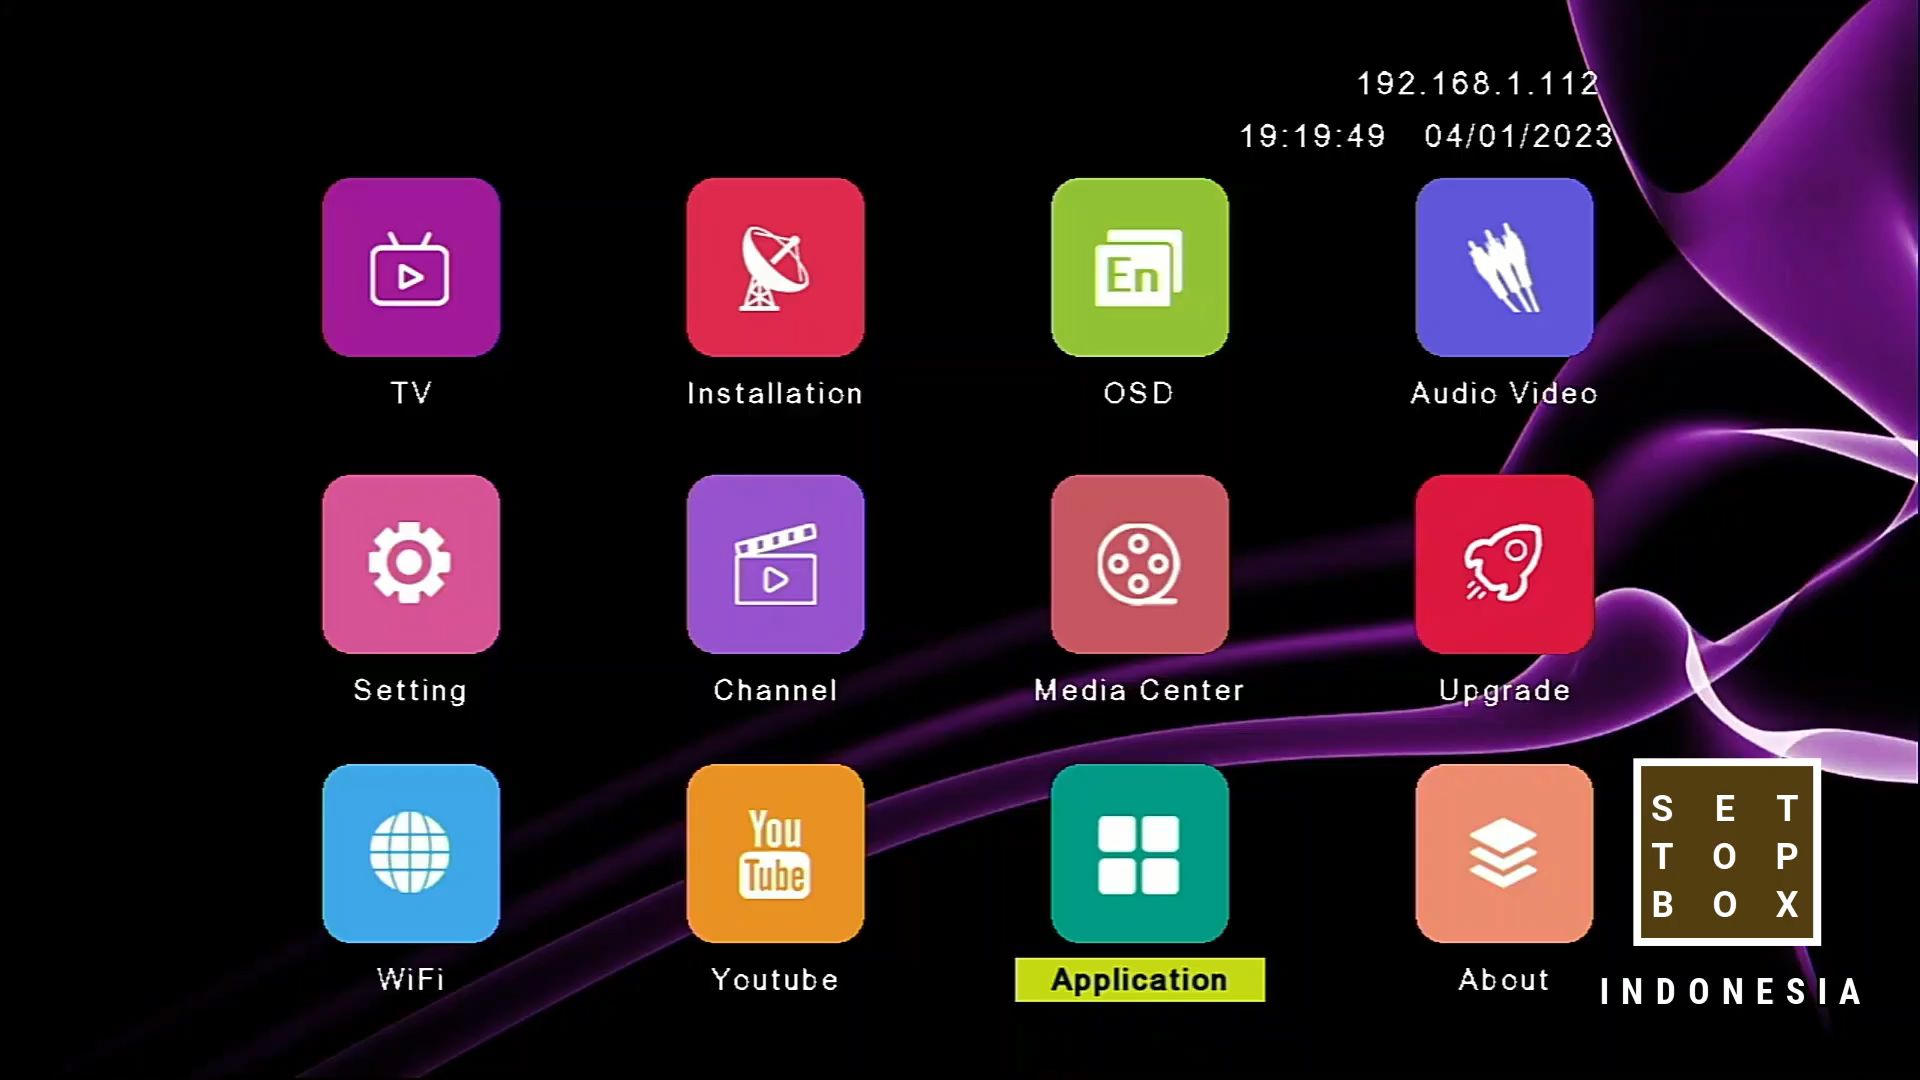 192.168.1.112
19:19:49 04/01/2023
En
TV
Installation
OSD
Audio Video
Setting
Channel
Media Center
Upgrade
You
Tube
WiFi
Youtube
Application
About
S E T
T O P
B O X
INDONESIA